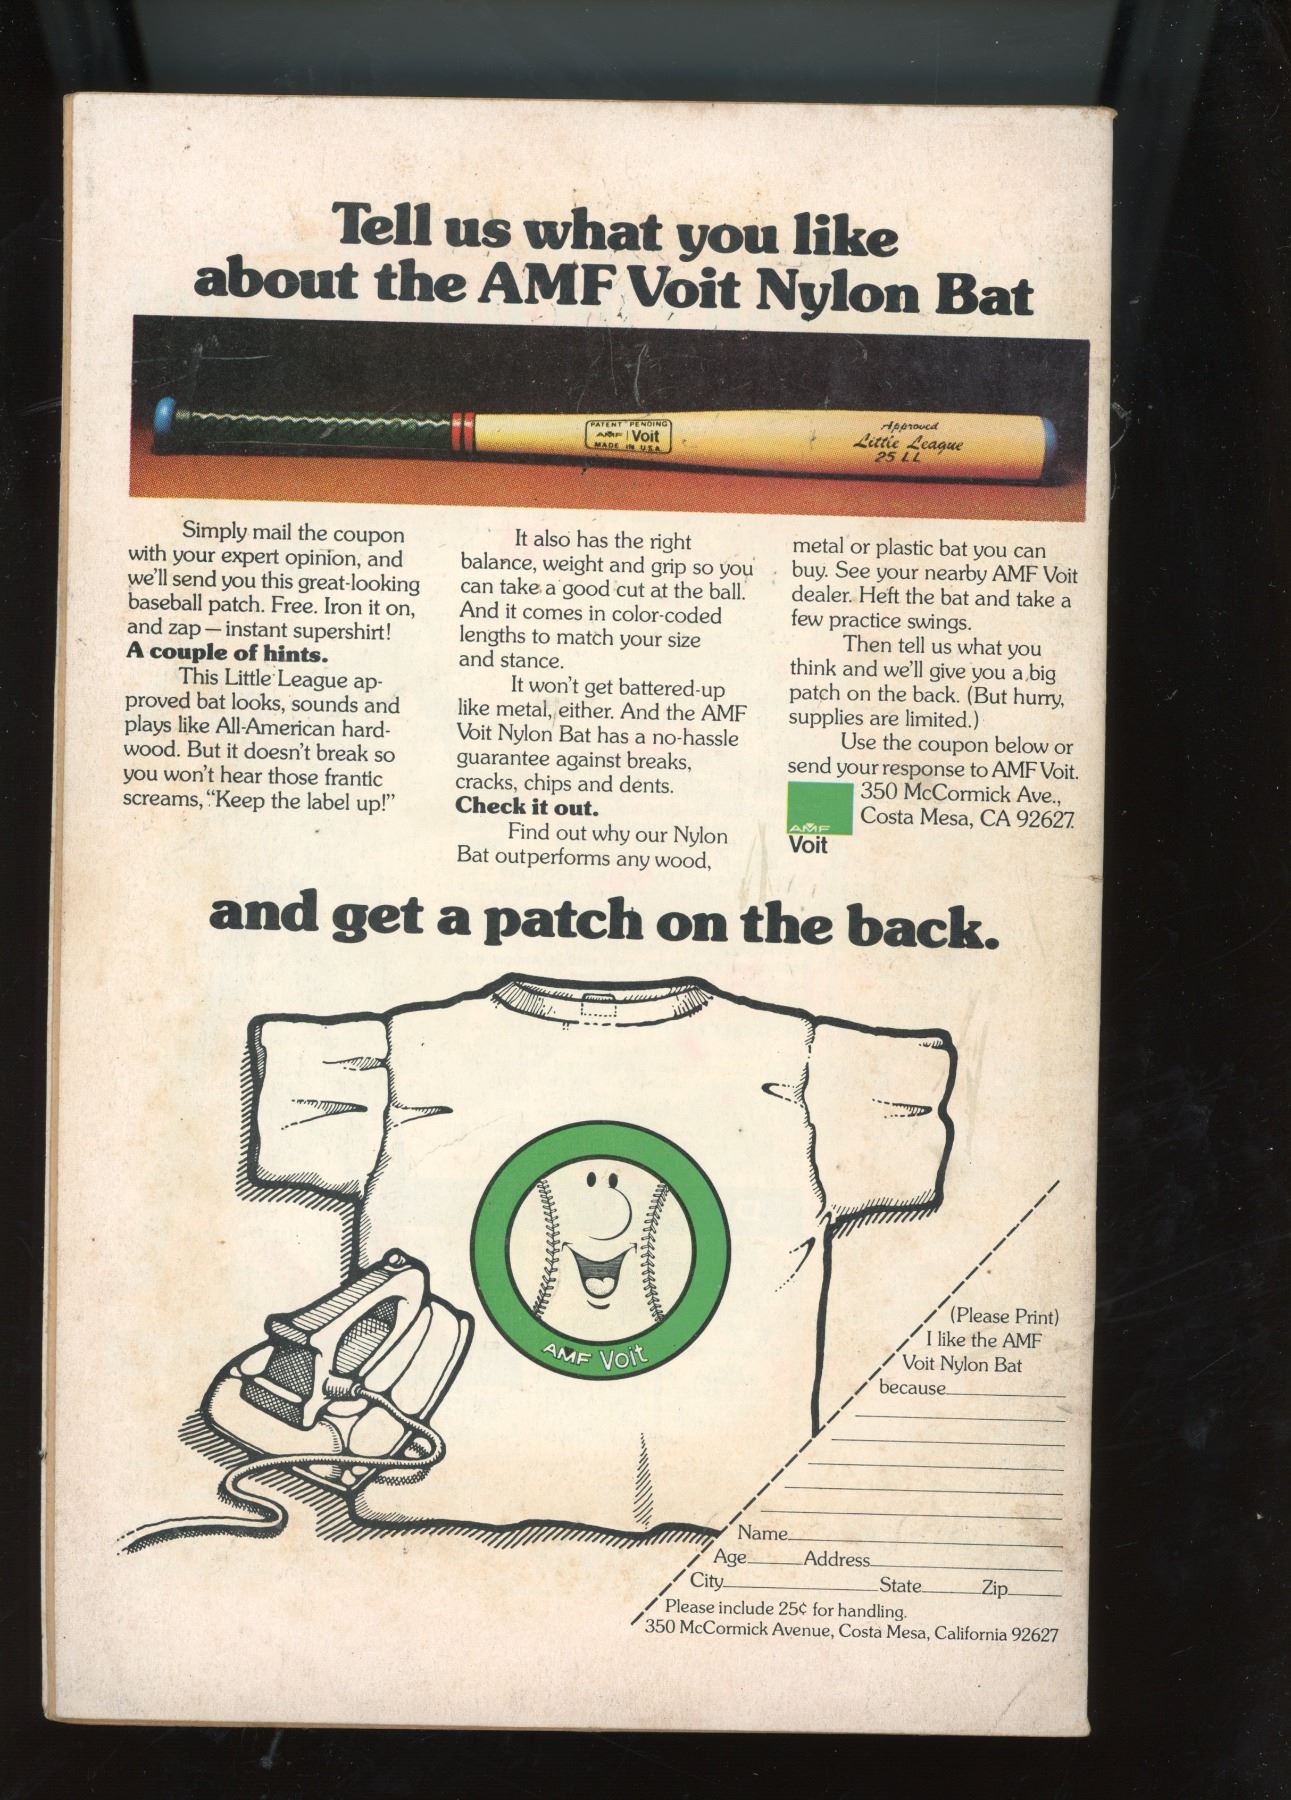 Tell us what you like
about the AMF Voit Nylon Bat
PATENT PENDING
AMF | Voit
MADE IN U.S.A.
Approved
Little League
25 LL
Simply mail the coupon
with your expert opinion, and
we'll send you this great-looking
baseball patch. Free. Iron it on,
and zap — instant supershirt!
A couple of hints.
This Little League ap-
proved bat looks, sounds and
plays like All-American hard-
wood. But it doesn't break so
you won't hear those frantic
screams, "Keep the label up!"
It also has the right
balance, weight and grip so you
can take a good cut at the ball.
And it comes in color-coded
lengths to match your size
and stance.
It won't get battered-up
like metal, either. And the AMF
Voit Nylon Bat has a no-hassle
guarantee against breaks,
cracks, chips and dents.
Check it out.
Find out why our Nylon
Bat outperforms any wood,
metal or plastic bat you can
buy. See your nearby AMF Voit
dealer. Heft the bat and take a
few practice swings.
Then tell us what you
think and we'll give you a big
patch on the back. (But hurry,
supplies are limited.)
Use the coupon below or
send your response to AMF Voit.
350 McCormick Ave.,
Costa Mesa, CA 92627.
AMF
Voit
and get a patch on the back.
AMF Voit
(Please Print)
I like the AMF
Voit Nylon Bat
because
Name
Age Address
City State Zip
Please include 25¢ for handling.
350 McCormick Avenue, Costa Mesa, California 92627